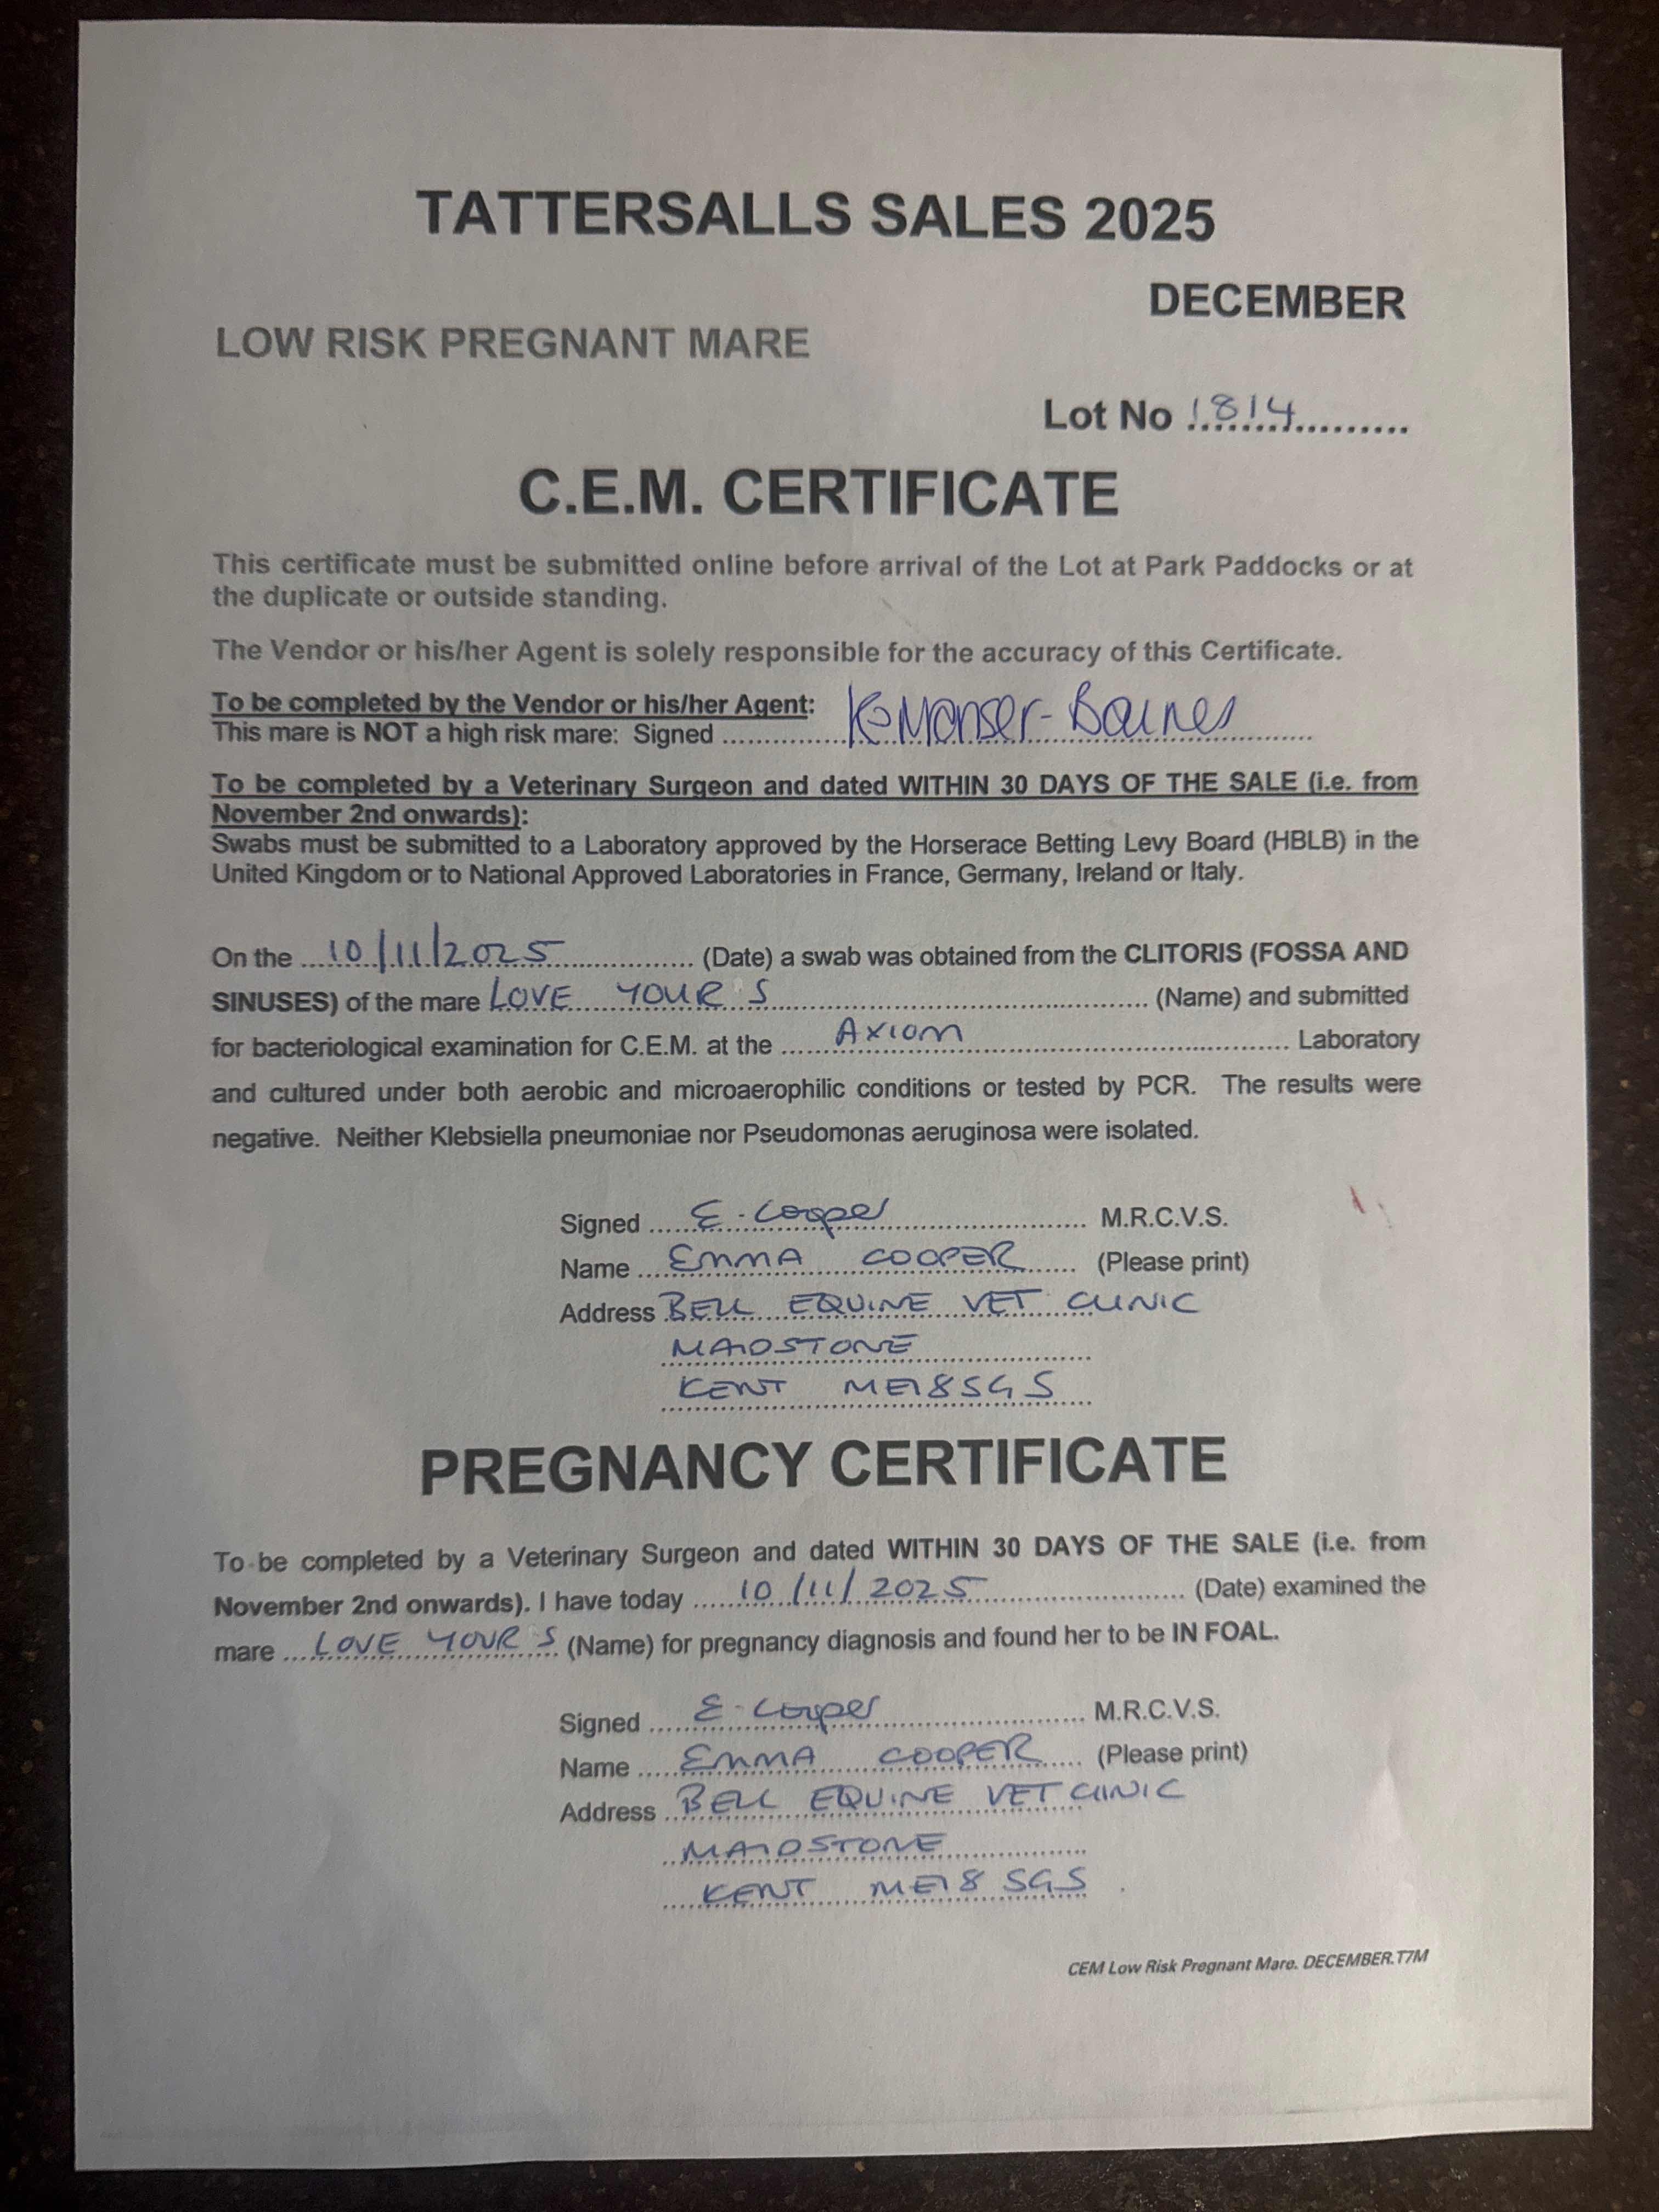 TATTERSALLS SALES 2025
DECEMBER
LOW RISK PREGNANT MARE
Lot No 1814
C.E.M. CERTIFICATE
This certificate must be submitted online before arrival of the Lot at Park Paddocks or at
the duplicate or outside standing.
The Vendor or his/her Agent is solely responsible for the accuracy of this Certificate.
To be completed by the Vendor or his/her Agent:
This mare is NOT a high risk mare: Signed K Manser-Baines
To be completed by a Veterinary Surgeon and dated WITHIN 30 DAYS OF THE SALE (i.e. from
November 2nd onwards):
Swabs must be submitted to a Laboratory approved by the Horserace Betting Levy Board (HBLB) in the
United Kingdom or to National Approved Laboratories in France, Germany, Ireland or Italy.
On the 10/11/2025 (Date) a swab was obtained from the CLITORIS (FOSSA AND
SINUSES) of the mare LOVE YOUR S (Name) and submitted
for bacteriological examination for C.E.M. at the Axiom Laboratory
and cultured under both aerobic and microaerophilic conditions or tested by PCR. The results were
negative. Neither Klebsiella pneumoniae nor Pseudomonas aeruginosa were isolated.
Signed E-Cooper M.R.C.V.S.
Name EMMA COOPER (Please print)
Address BELL EQUINE VET CLINIC
MAIDSTONE
KENT ME18 5GS
PREGNANCY CERTIFICATE
To be completed by a Veterinary Surgeon and dated WITHIN 30 DAYS OF THE SALE (i.e. from
November 2nd onwards). I have today 10/11/2025 (Date) examined the
mare LOVE YOUR S (Name) for pregnancy diagnosis and found her to be IN FOAL.
Signed E-Cooper M.R.C.V.S.
Name EMMA COOPER (Please print)
Address BELL EQUINE VET CLINIC
MAIDSTONE
KENT ME18 5GS
CEM Low Risk Pregnant Mare. DECEMBER.T7M